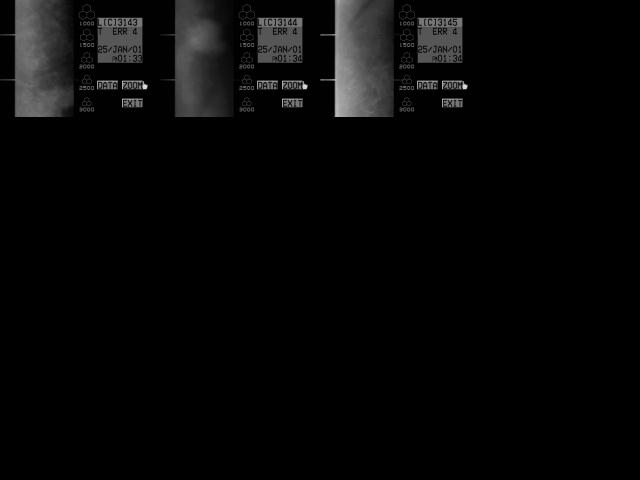 1000
L(C)3143
T ERR 4
1500
25/JAN/01
PM01:33
2000
DATA ZOOM
2500
EXIT
3000
1000
L(C)3144
T ERR 4
1500
25/JAN/01
PM01:34
2000
DATA ZOOM
2500
EXIT
3000
1000
L(C)3145
T ERR 4
1500
25/JAN/01
PM01:34
2000
DATA ZOOM
2500
EXIT
3000